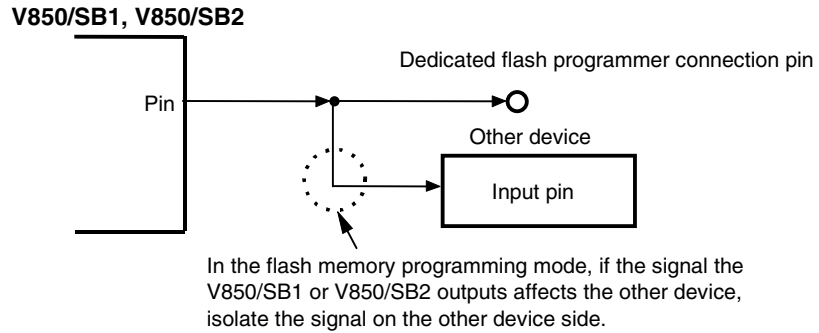 V850/SB1, V850/SB2
Dedicated flash programmer connection pin
Pin
Other device
Input pin
In the flash memory programming mode, if the signal the
V850/SB1 or V850/SB2 outputs affects the other device,
isolate the signal on the other device side.